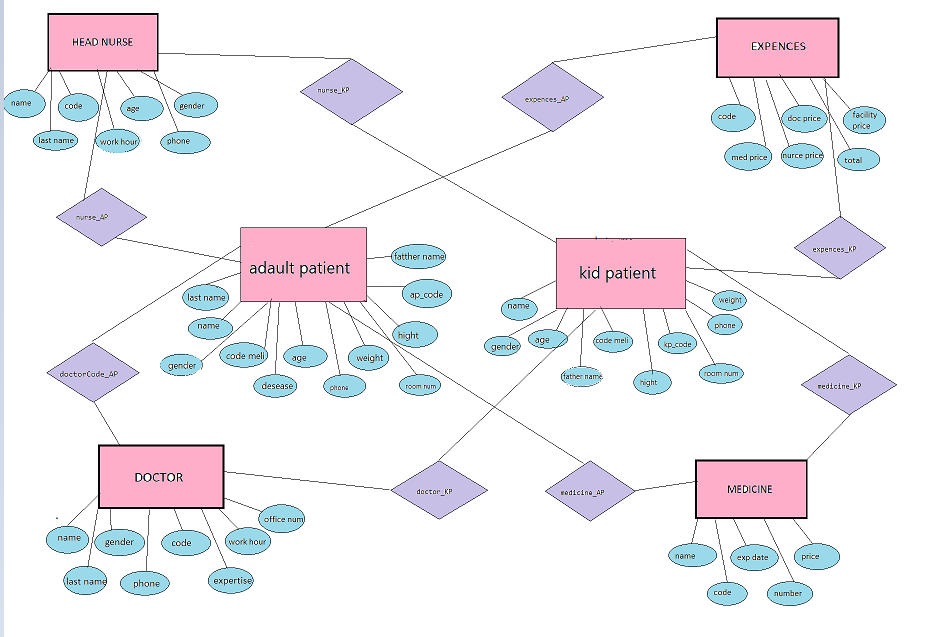 HEAD NURSE
EXPENCES
nurse_KP
expences_AP
name
code
age
gender
last name
work hour
phone
code
doc price
facility
price
med price
nurce price
total
nurse_AP
expences_KP
adault patient
kid patient
fatther name
ap_code
last name
name
hight
gender
code meli
age
weight
desease
phone
room num
weight
name
phone
gender
age
code meli
kp_code
father name
hight
room num
doctorCode_AP
medicine_KP
DOCTOR
doctor_KP
medicine_AP
MEDICINE
name
gender
code
work hour
office num
last name
phone
expertise
name
exp date
price
code
number